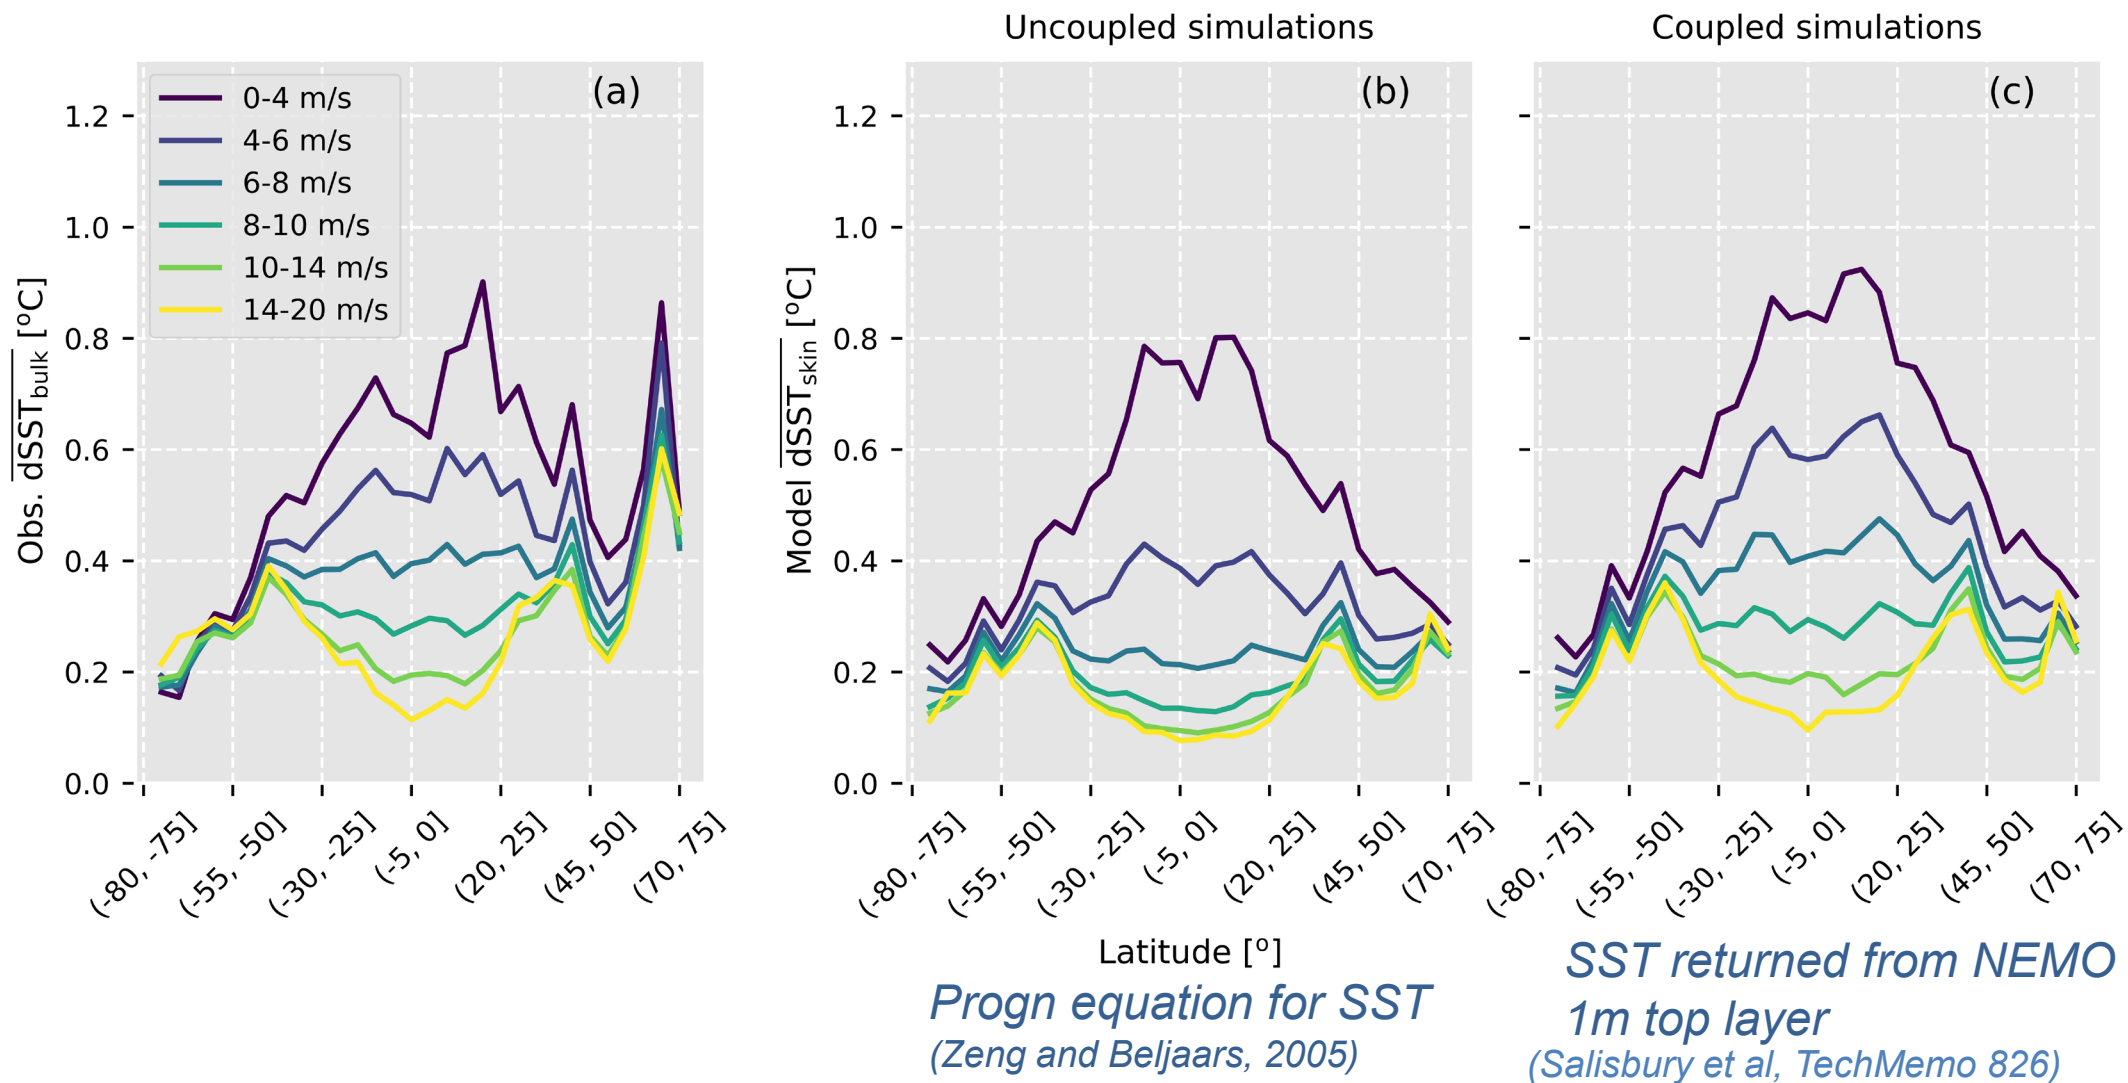 Uncoupled simulations
Coupled simulations
(a)
(b)
(c)
0-4 m/s
4-6 m/s
6-8 m/s
8-10 m/s
10-14 m/s
14-20 m/s
Obs. dSST_bulk [°C]
1.2
1.0
0.8
0.6
0.4
0.2
0.0
(-80, -75]
(-55, -50]
(-30, -25]
(-5, 0]
(20, 25]
(45, 50]
(70, 75]
Model dSST_skin [°C]
1.2
1.0
0.8
0.6
0.4
0.2
0.0
(-80, -75]
(-55, -50]
(-30, -25]
(-5, 0]
(20, 25]
(45, 50]
(70, 75]
(-80, -75]
(-55, -50]
(-30, -25]
(-5, 0]
(20, 25]
(45, 50]
(70, 75]
Latitude [°]
Progn equation for SST
(Zeng and Beljaars, 2005)
SST returned from NEMO
1m top layer
(Salisbury et al, TechMemo 826)